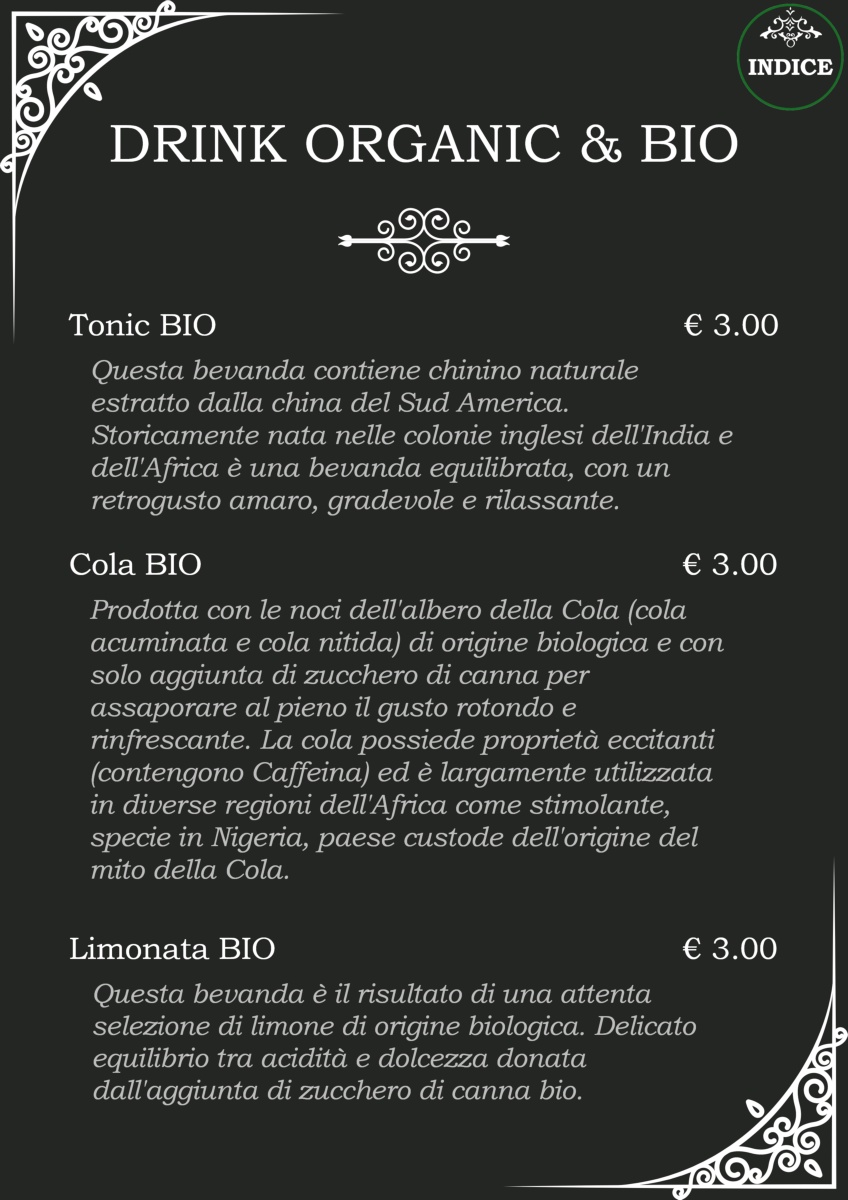 INDICE
DRINK ORGANIC & BIO
Tonic BIO € 3.00
Questa bevanda contiene chinino naturale
estratto dalla china del Sud America.
Storicamente nata nelle colonie inglesi dell'India e
dell'Africa è una bevanda equilibrata, con un
retrogusto amaro, gradevole e rilassante.
Cola BIO € 3.00
Prodotta con le noci dell'albero della Cola (cola
acuminata e cola nitida) di origine biologica e con
solo aggiunta di zucchero di canna per
assaporare al pieno il gusto rotondo e
rinfrescante. La cola possiede proprietà eccitanti
(contengono Caffeina) ed è largamente utilizzata
in diverse regioni dell'Africa come stimolante,
specie in Nigeria, paese custode dell'origine del
mito della Cola.
Limonata BIO € 3.00
Questa bevanda è il risultato di una attenta
selezione di limone di origine biologica. Delicato
equilibrio tra acidità e dolcezza donata
dall'aggiunta di zucchero di canna bio.